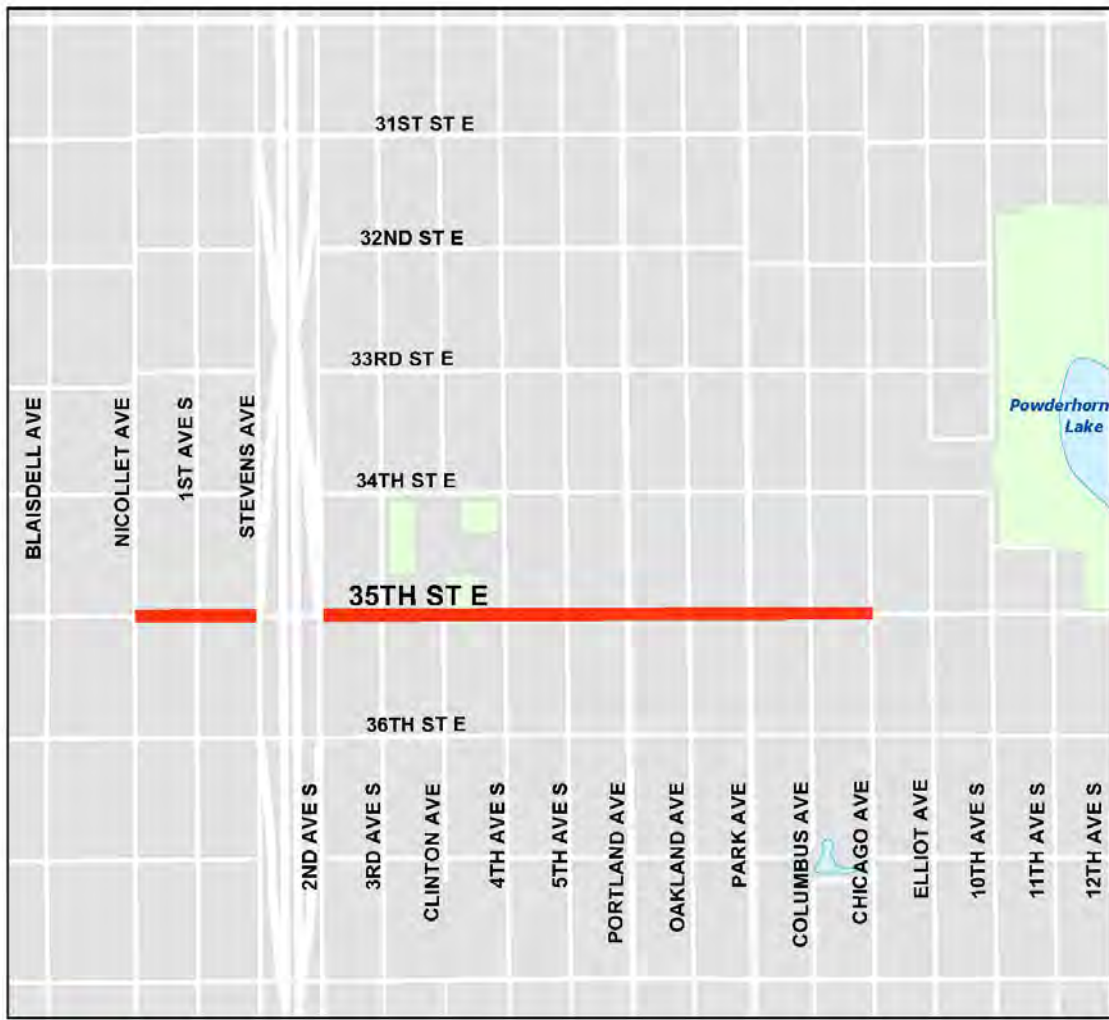 31ST ST E
32ND ST E
33RD ST E
BLAISDELL AVE
NICOLLET AVE
1ST AVE S
STEVENS AVE
Powderhorn
Lake
34TH ST E
35TH ST E
36TH ST E
2ND AVE S
3RD AVE S
CLINTON AVE
4TH AVE S
5TH AVE S
PORTLAND AVE
OAKLAND AVE
PARK AVE
COLUMBUS AVE
CHICAGO AVE
ELLIOT AVE
10TH AVE S
11TH AVE S
12TH AVE S